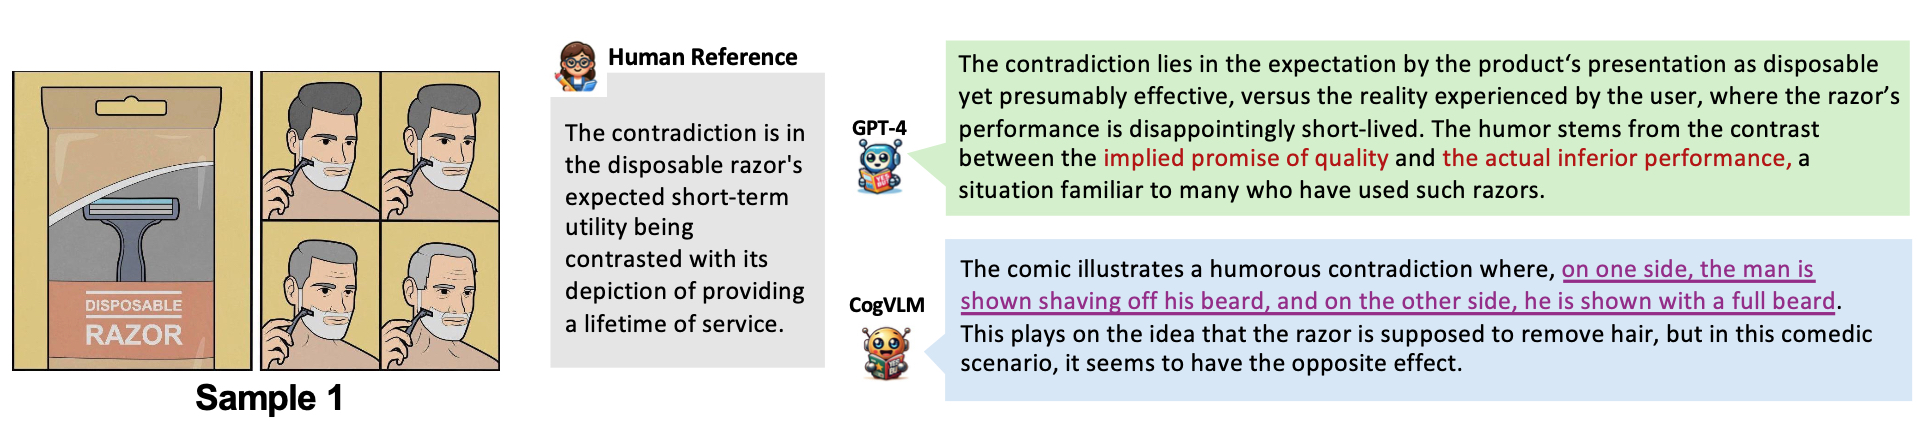 DISPOSABLE
RAZOR
Sample 1
Human Reference
The contradiction is in
the disposable razor's
expected short-term
utility being
contrasted with its
depiction of providing
a lifetime of service.
GPT-4
The contradiction lies in the expectation by the product‘s presentation as disposable
yet presumably effective, versus the reality experienced by the user, where the razor’s
performance is disappointingly short-lived. The humor stems from the contrast
between the implied promise of quality and the actual inferior performance, a
situation familiar to many who have used such razors.
CogVLM
The comic illustrates a humorous contradiction where, on one side, the man is
shown shaving off his beard, and on the other side, he is shown with a full beard.
This plays on the idea that the razor is supposed to remove hair, but in this comedic
scenario, it seems to have the opposite effect.